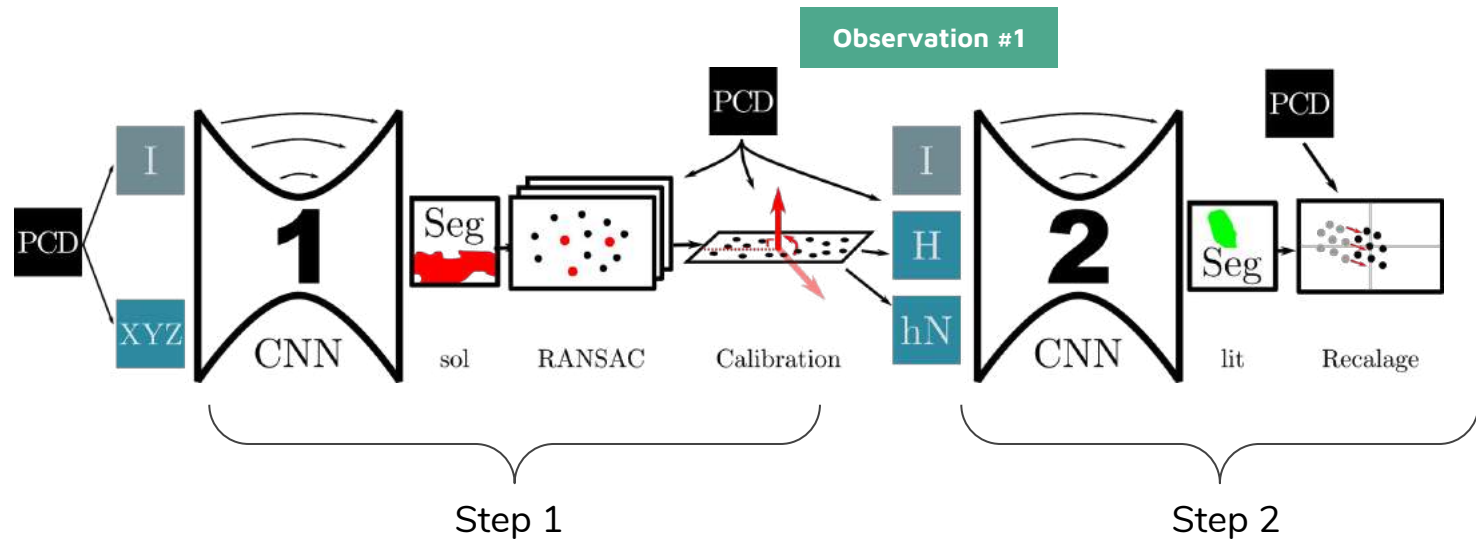 Observation #1
PCD
I
XYZ
1
CNN
Seg
sol
RANSAC
PCD
Calibration
I
H
hN
2
CNN
Seg
lit
PCD
Recalage
Step 1
Step 2